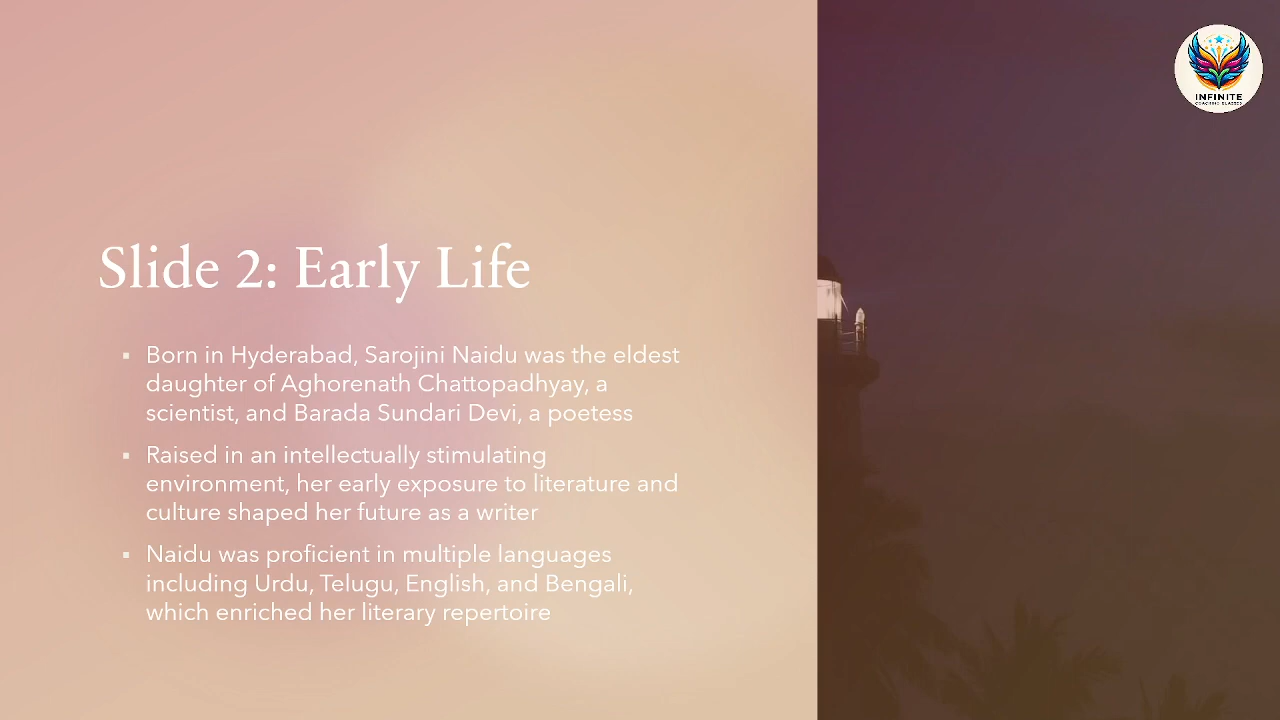 INFINITE
COACHING CLASSES
Slide 2: Early Life
Born in Hyderabad, Sarojini Naidu was the eldest
daughter of Aghorenath Chattopadhyay, a
scientist, and Barada Sundari Devi, a poetess
Raised in an intellectually stimulating
environment, her early exposure to literature and
culture shaped her future as a writer
Naidu was proficient in multiple languages
including Urdu, Telugu, English, and Bengali,
which enriched her literary repertoire